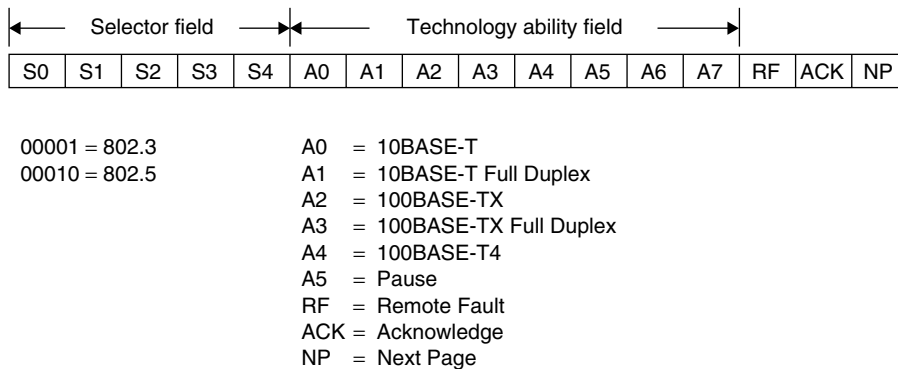 Selector field Technology ability field
S0 S1 S2 S3 S4 A0 A1 A2 A3 A4 A5 A6 A7 RF ACK NP
00001 = 802.3 A0 = 10BASE-T
00010 = 802.5 A1 = 10BASE-T Full Duplex
A2 = 100BASE-TX
A3 = 100BASE-TX Full Duplex
A4 = 100BASE-T4
A5 = Pause
RF = Remote Fault
ACK = Acknowledge
NP = Next Page